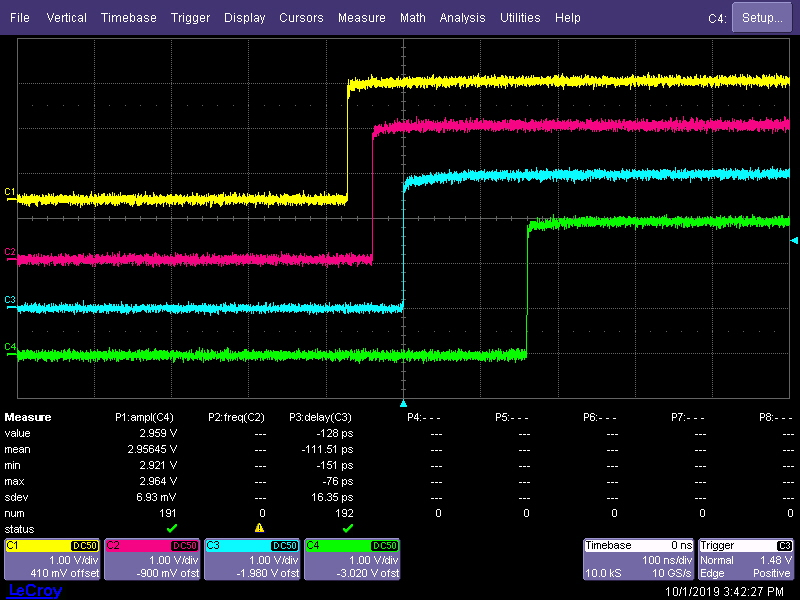 File Vertical Timebase Trigger Display Cursors Measure Math Analysis Utilities Help C4: Setup...
C1
C2
C3
C4
Measure P1:ampl(C4) P2:freq(C2) P3:delay(C3) P4:- - - P5:- - - P6:- - - P7:- - - P8:- - -
value 2.959 V --- -128 ps --- --- --- --- ---
mean 2.95645 V --- -111.51 ps --- --- --- --- ---
min 2.921 V --- -151 ps --- --- --- --- ---
max 2.964 V --- -76 ps --- --- --- --- ---
sdev 6.93 mV --- 16.35 ps --- --- --- --- ---
num 191 0 192 0 0 0 0 0
status
C1 DC50 C2 DC50 C3 DC50 C4 DC50 Timebase 0 ns Trigger C3
1.00 V/div 1.00 V/div 1.00 V/div 1.00 V/div 100 ns/div Normal 1.48 V
410 mV offset -900 mV ofst -1.980 V ofst -3.020 V ofst 10.0 kS 10 GS/s Edge Positive
LeCroy 10/1/2019 3:42:27 PM